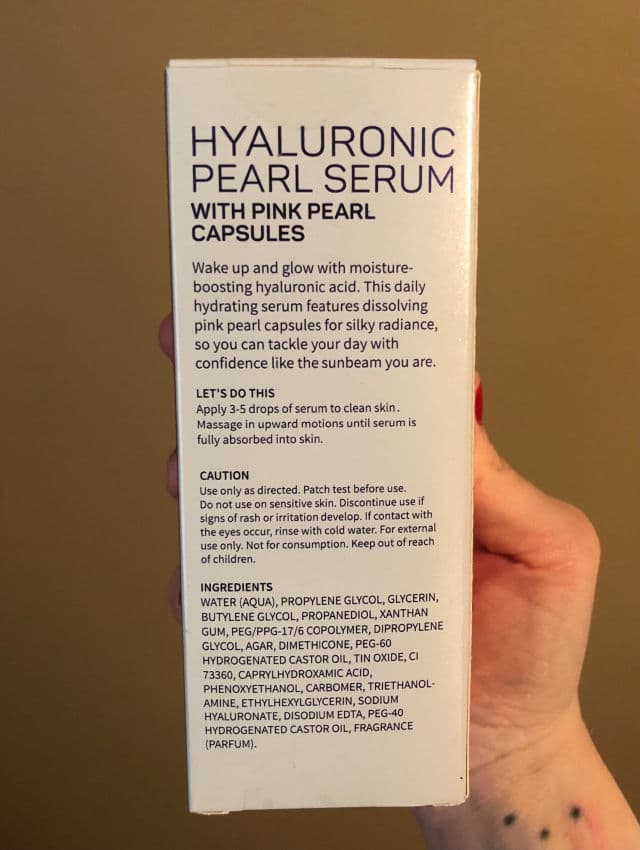 HYALURONIC
PEARL SERUM
WITH PINK PEARL
CAPSULES
Wake up and glow with moisture-
boosting hyaluronic acid. This daily
hydrating serum features dissolving
pink pearl capsules for silky radiance,
so you can tackle your day with
confidence like the sunbeam you are.
LET'S DO THIS
Apply 3-5 drops of serum to clean skin.
Massage in upward motions until serum is
fully absorbed into skin.
CAUTION
Use only as directed. Patch test before use.
Do not use on sensitive skin. Discontinue use if
signs of rash or irritation develop. If contact with
the eyes occur, rinse with cold water. For external
use only. Not for consumption. Keep out of reach
of children.
INGREDIENTS
WATER (AQUA), PROPYLENE GLYCOL, GLYCERIN,
BUTYLENE GLYCOL, PROPANEDIOL, XANTHAN
GUM, PEG/PPG-17/6 COPOLYMER, DIPROPYLENE
GLYCOL, AGAR, DIMETHICONE, PEG-60
HYDROGENATED CASTOR OIL, TIN OXIDE, CI
73360, CAPRYLHYDROXAMIC ACID,
PHENOXYETHANOL, CARBOMER, TRIETHANOL-
AMINE, ETHYLHEXYLGLYCERIN, SODIUM
HYALURONATE, DISODIUM EDTA, PEG-40
HYDROGENATED CASTOR OIL, FRAGRANCE
(PARFUM).